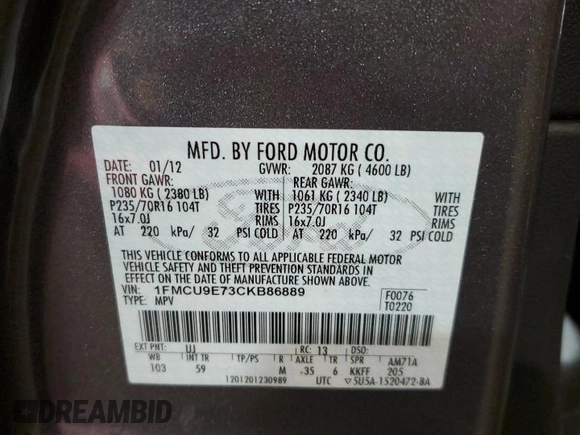 MFD. BY FORD MOTOR CO.
DATE: 01/12 GVWR: 2087 KG ( 4600 LB)
FRONT GAWR: REAR GAWR:
1080 KG ( 2380 LB) WITH 1061 KG ( 2340 LB) WITH
P235/70R16 104T TIRES P235/70R16 104T TIRES
16x7.0J RIMS 16x7.0J RIMS
AT 220 kPa/ 32 PSI COLD AT 220 kPa/ 32 PSI COLD
THIS VEHICLE CONFORMS TO ALL APPLICABLE FEDERAL MOTOR
VEHICLE SAFETY AND THEFT PREVENTION STANDARDS IN
EFFECT ON THE DATE OF MANUFACTURE SHOWN ABOVE.
VIN: 1FMCU9E73CKB86889 F0076
TYPE: MPV T0220
EXT PNT: UJ RC: 13 DSO:
WB INT TR TP/PS R AXLE TR AM71A
103 59 M 35 6 KKFF 205
1201201230989 UTC 5U5A-1520472-BA
Ford
DREAMBID